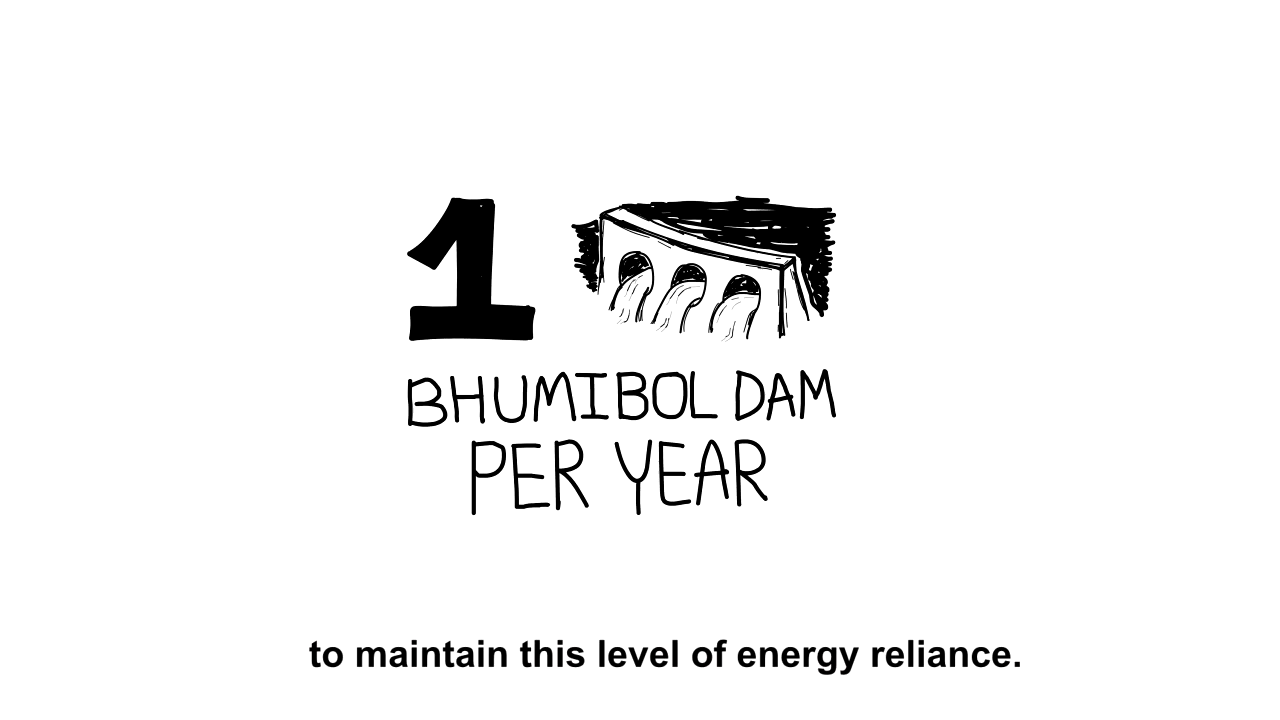 1
BHUMIBOL DAM
PER YEAR
to maintain this level of energy reliance.